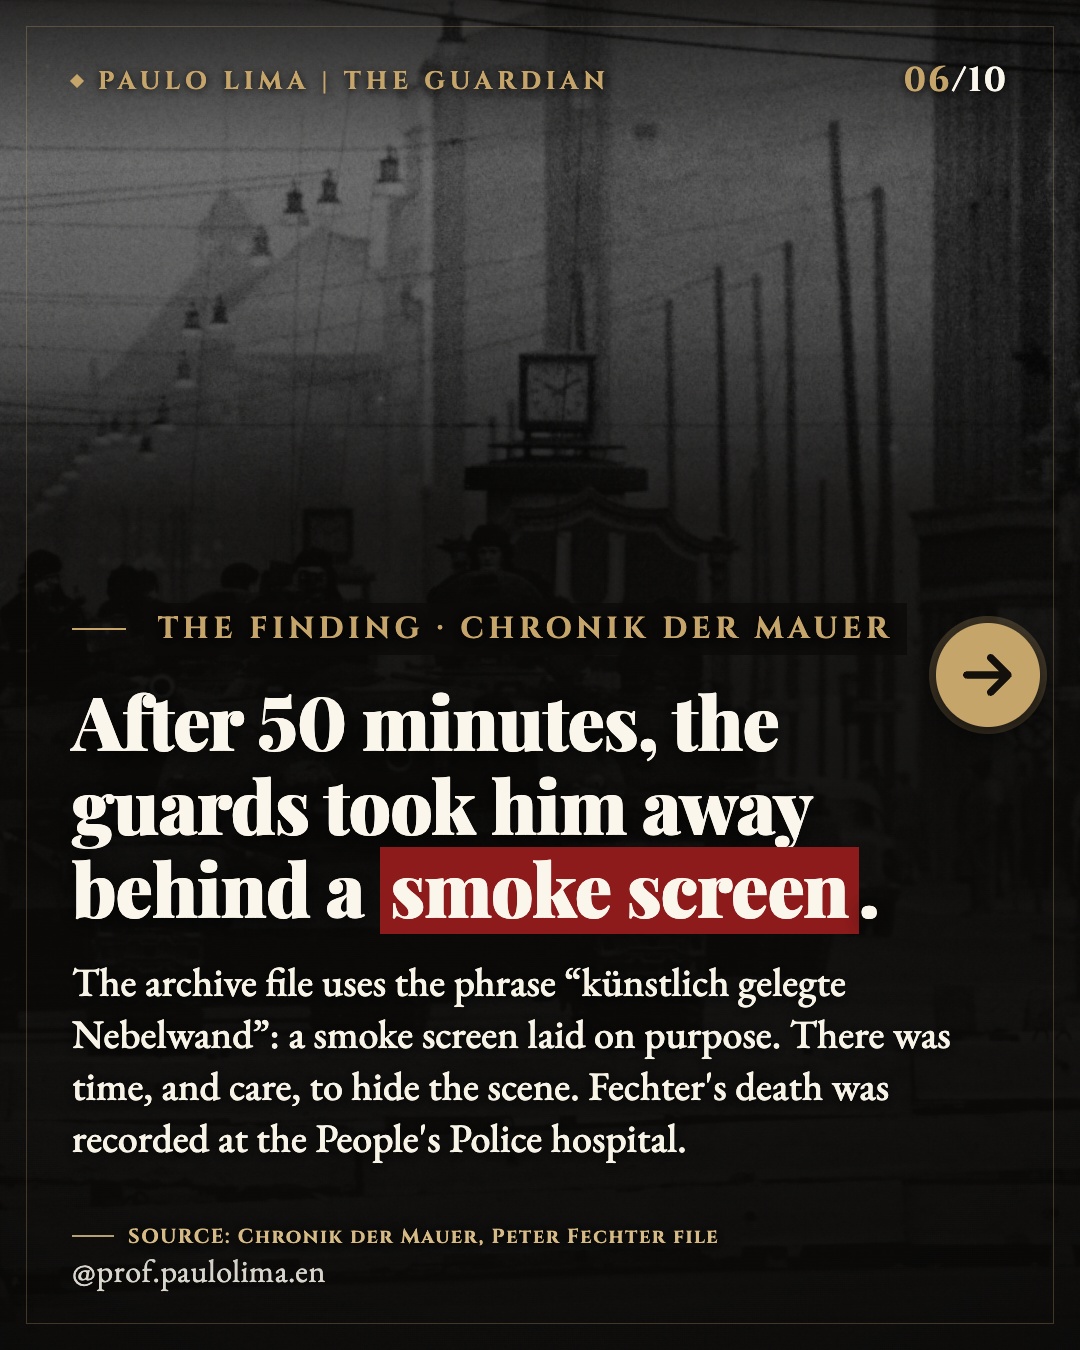 PAULO LIMA | THE GUARDIAN
06/10
THE FINDING · CHRONIK DER MAUER
After 50 minutes, the
guards took him away
behind a smoke screen.
The archive file uses the phrase “künstlich gelegte
Nebelwand”: a smoke screen laid on purpose. There was
time, and care, to hide the scene. Fechter's death was
recorded at the People's Police hospital.
SOURCE: Chronik der Mauer, Peter Fechter file
@prof.paulolima.en